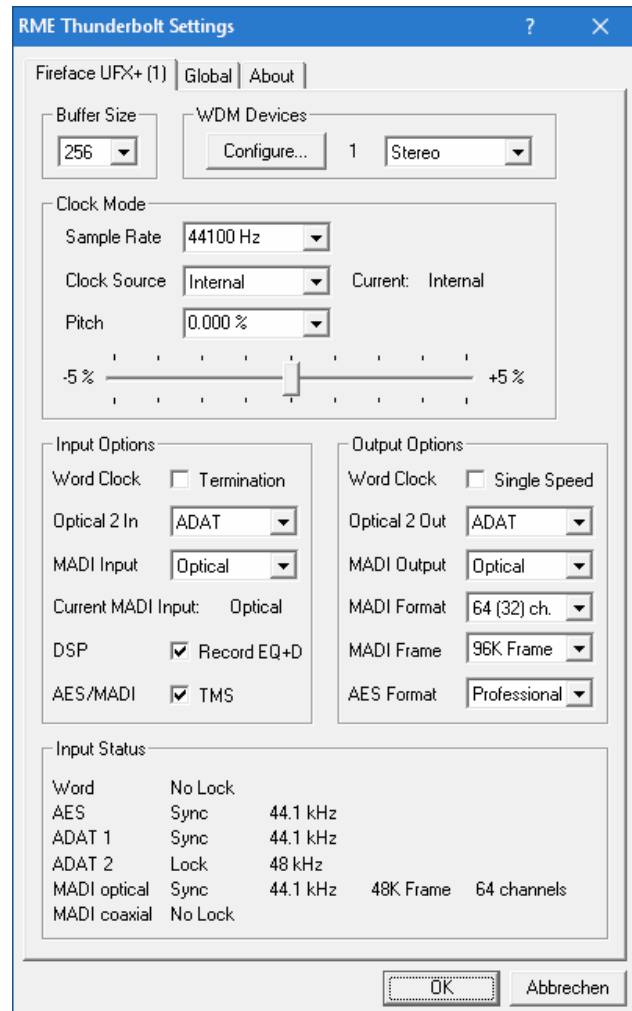 RME Thunderbolt Settings ?
Fireface UFX+ (1) Global About
Buffer Size
256
WDM Devices
Configure... 1 Stereo
Clock Mode
Sample Rate 44100 Hz
Clock Source Internal Current: Internal
Pitch 0.000 %
-5 % +5 %
Input Options
Word Clock Termination
Optical 2 In ADAT
MADI Input Optical
Current MADI Input: Optical
DSP Record EQ+D
AES/MADI TMS
Output Options
Word Clock Single Speed
Optical 2 Out ADAT
MADI Output Optical
MADI Format 64 (32) ch.
MADI Frame 96K Frame
AES Format Professional
Input Status
Word No Lock
AES Sync 44.1 kHz
ADAT 1 Sync 44.1 kHz
ADAT 2 Lock 48 kHz
MADI optical Sync 44.1 kHz 48K Frame 64 channels
MADI coaxial No Lock
OK Abbrechen